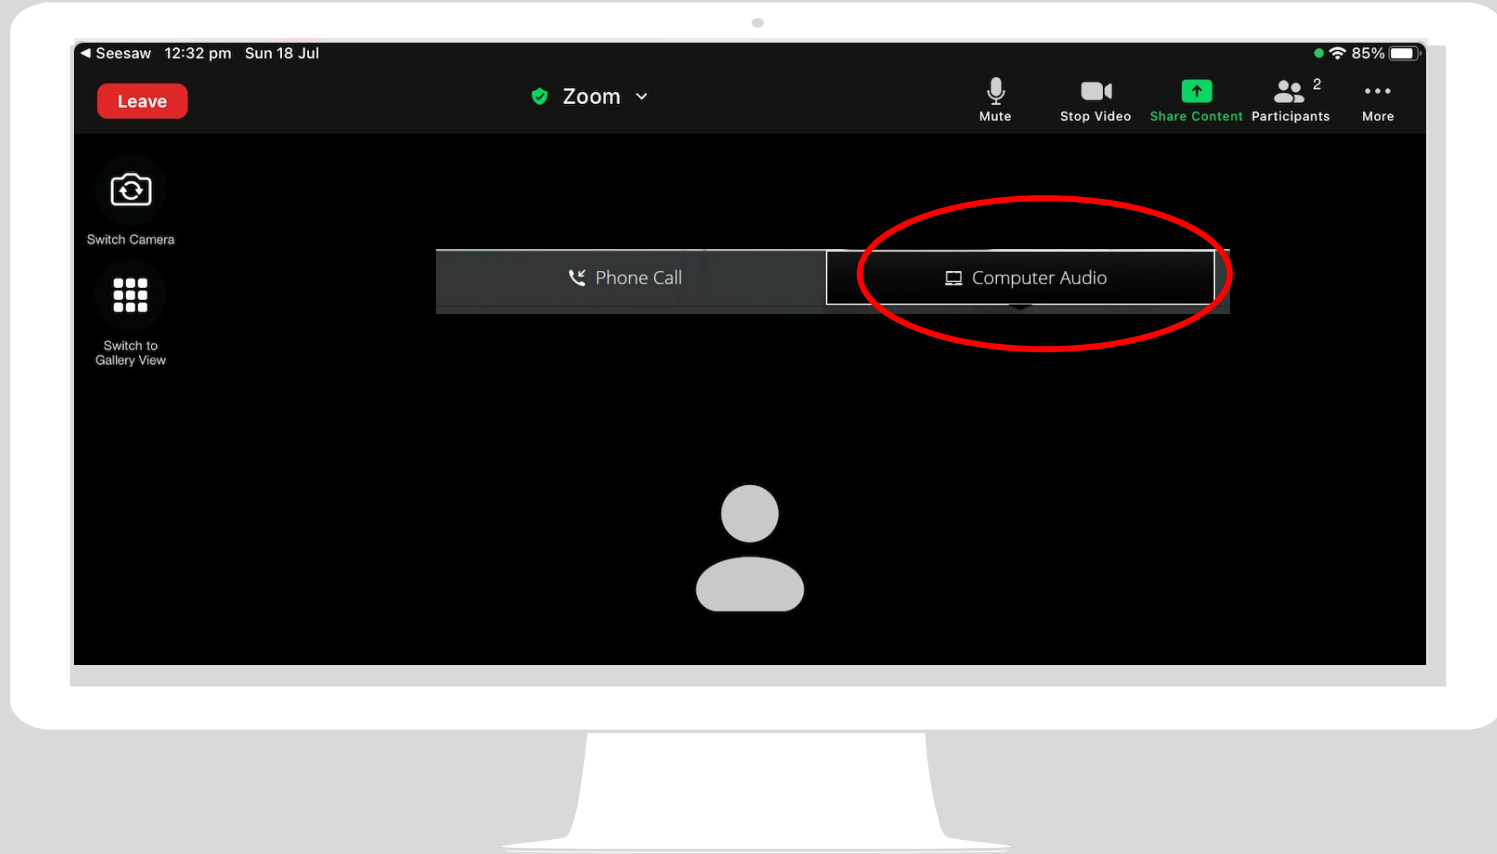 Seesaw 12:32 pm Sun 18 Jul 85%
Leave Zoom
2
Mute Stop Video Share Content Participants More
Switch Camera
Phone Call Computer Audio
Switch to
Gallery View